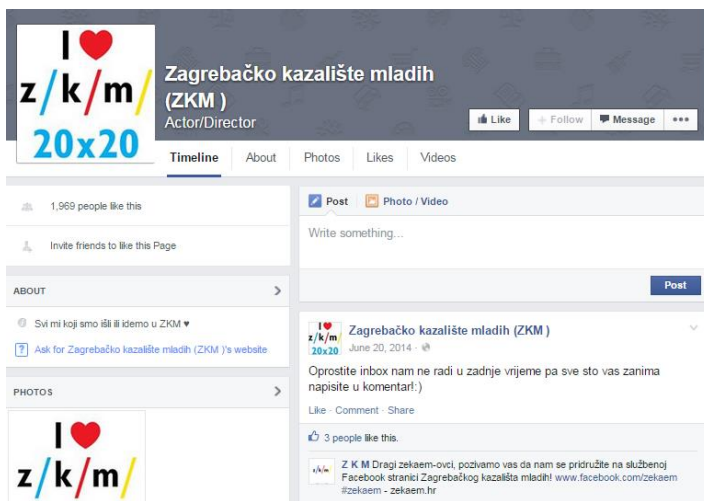 I ❤
z/k/m/
20x20
Zagrebačko kazalište mladih
(ZKM )
Actor/Director
Like
+ Follow
Message
Timeline
About
Photos
Likes
Videos
1,969 people like this
Invite friends to like this Page
ABOUT
Svi mi koji smo išli ili idemo u ZKM ♥
? Ask for Zagrebačko kazalište mladih (ZKM )'s website
PHOTOS
I ❤
z/k/m/
Post
Photo / Video
Write something...
Post
I ❤
z/k/m/
20x20
Zagrebačko kazalište mladih (ZKM )
June 20, 2014 ·
Oprostite inbox nam ne radi u zadnje vrijeme pa sve sto vas zanima
napisite u komentar!:)
Like · Comment · Share
3 people like this.
z/k/m/
Z K M Dragi zekaem-ovci, pozivamo vas da nam se pridružite na službenoj
Facebook stranici Zagrebačkog kazališta mladih! www.facebook.com/zekaem
#zekaem - zekaem.hr